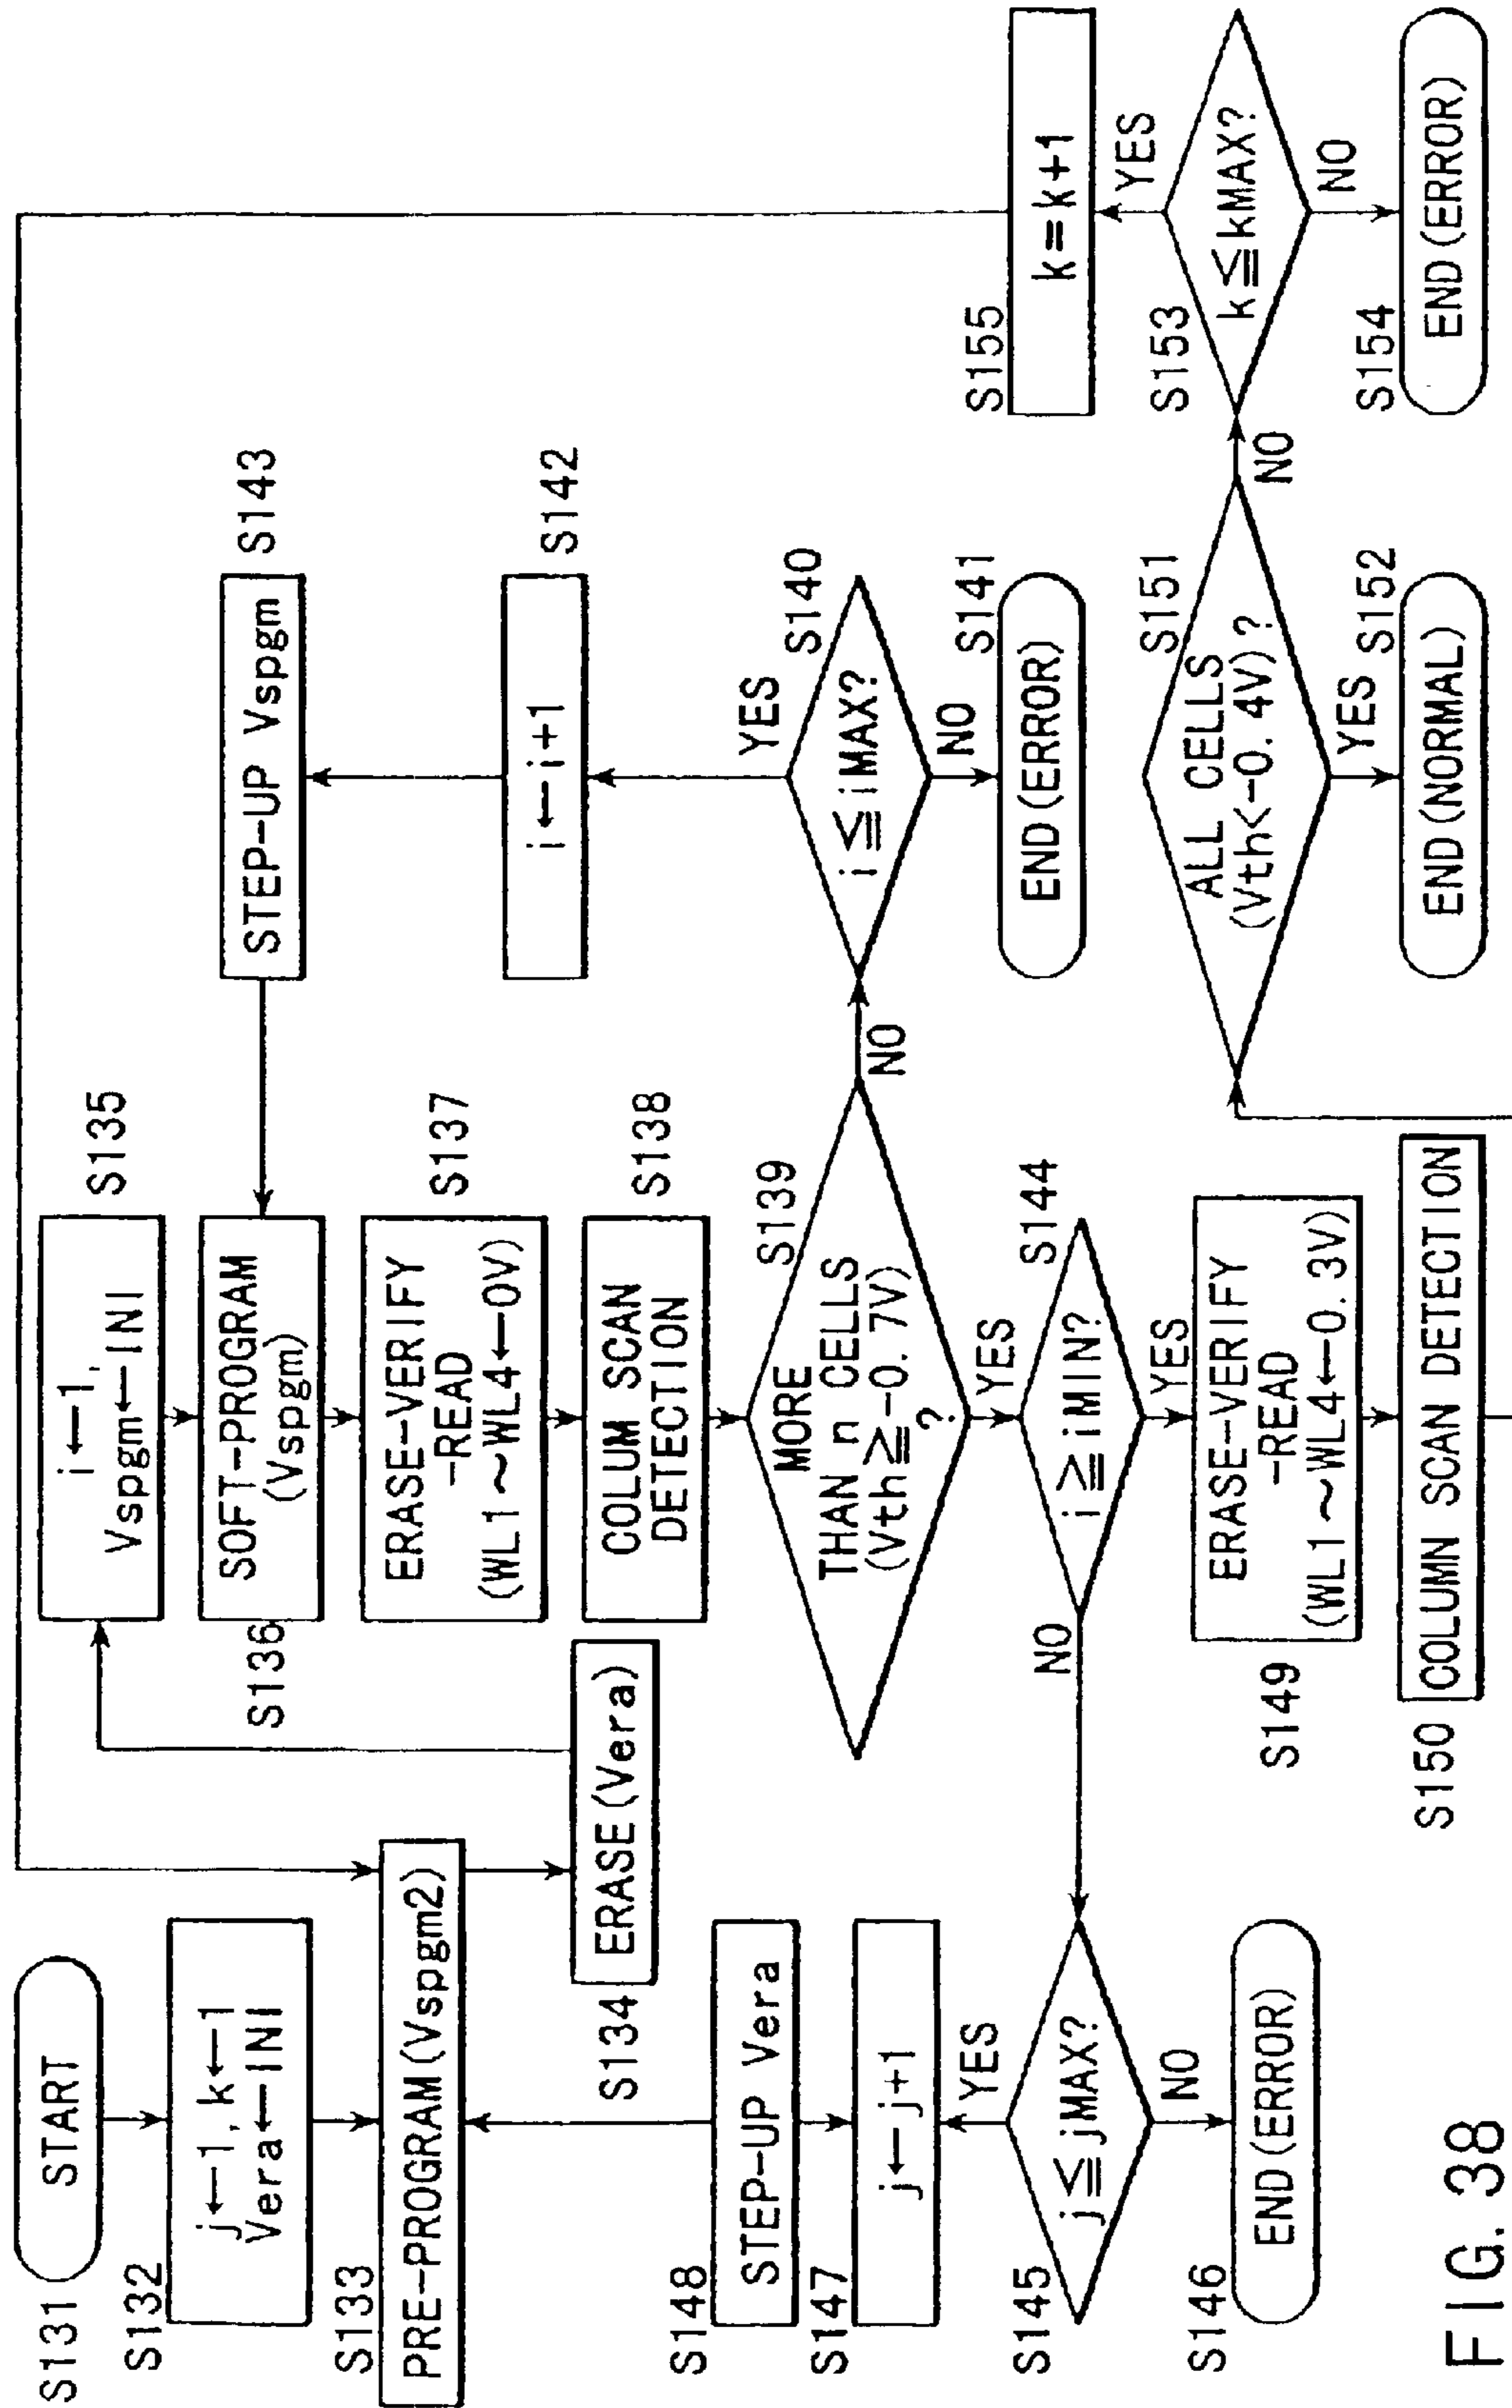 S131
START
S132
j←1, k←1
Vera←INI
S133
PRE-PROGRAM(Vspgm2)
S134
ERASE(Vera)
S135
i←1,
Vspgm←INI
S136
SOFT-PROGRAM
(Vspgm)
S137
ERASE-VERIFY
-READ
(WL1~WL4←0V)
S138
COLUM SCAN
DETECTION
S139
MORE
THAN n CELLS
(Vth≧-0.7V)
?
NO
YES
S140
i≦iMAX?
YES
NO
S141
END(ERROR)
S142
i←i+1
S143
STEP-UP Vspgm
S144
i≧iMIN?
NO
YES
S145
j≦jMAX?
YES
NO
S146
END(ERROR)
S147
j←j+1
S148
STEP-UP Vera
S149
ERASE-VERIFY
-READ
(WL1~WL4←0.3V)
S150
COLUMN SCAN DETECTION
S151
ALL CELLS
(Vth<-0.4V)?
NO
YES
S152
END(NORMAL)
S153
k≦kMAX?
YES
NO
S154
END(ERROR)
S155
k=k+1
FIG. 38